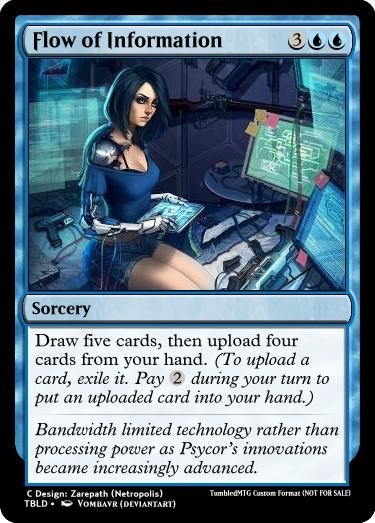 Flow of Information 3
Sorcery
Draw five cards, then upload four
cards from your hand. (To upload a
card, exile it. Pay 2 during your turn to
put an uploaded card into your hand.)
Bandwidth limited technology rather than
processing power as Psycor's innovations
became increasingly advanced.
C Design: Zarepath (Netropolis) TumbledMTG Custom Format (NOT FOR SALE)
TBLD • Vombavr (deviantart)